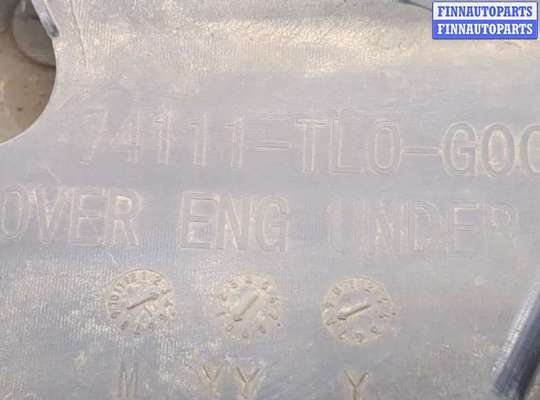 FINNAUTOPARTS
FINNAUTOPARTS
74111-TL0-G00
OVER ENG UNDER
M YY Y